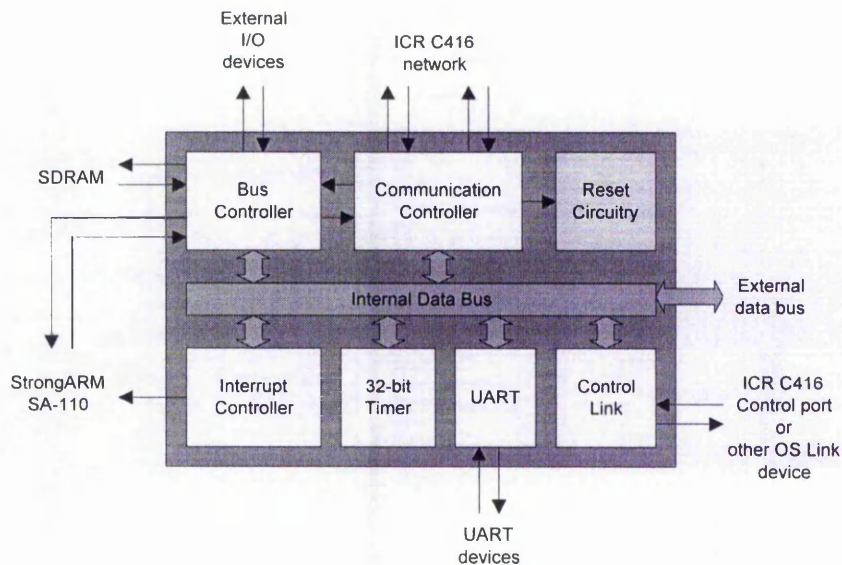 External
I/O
devices
ICR C416
network
SDRAM
Bus
Controller
Communication
Controller
Reset
Circuitry
Internal Data Bus
External
data bus
StrongARM
SA-110
Interrupt
Controller
32-bit
Timer
UART
Control
Link
ICR C416
Control port
or
other OS Link
device
UART
devices